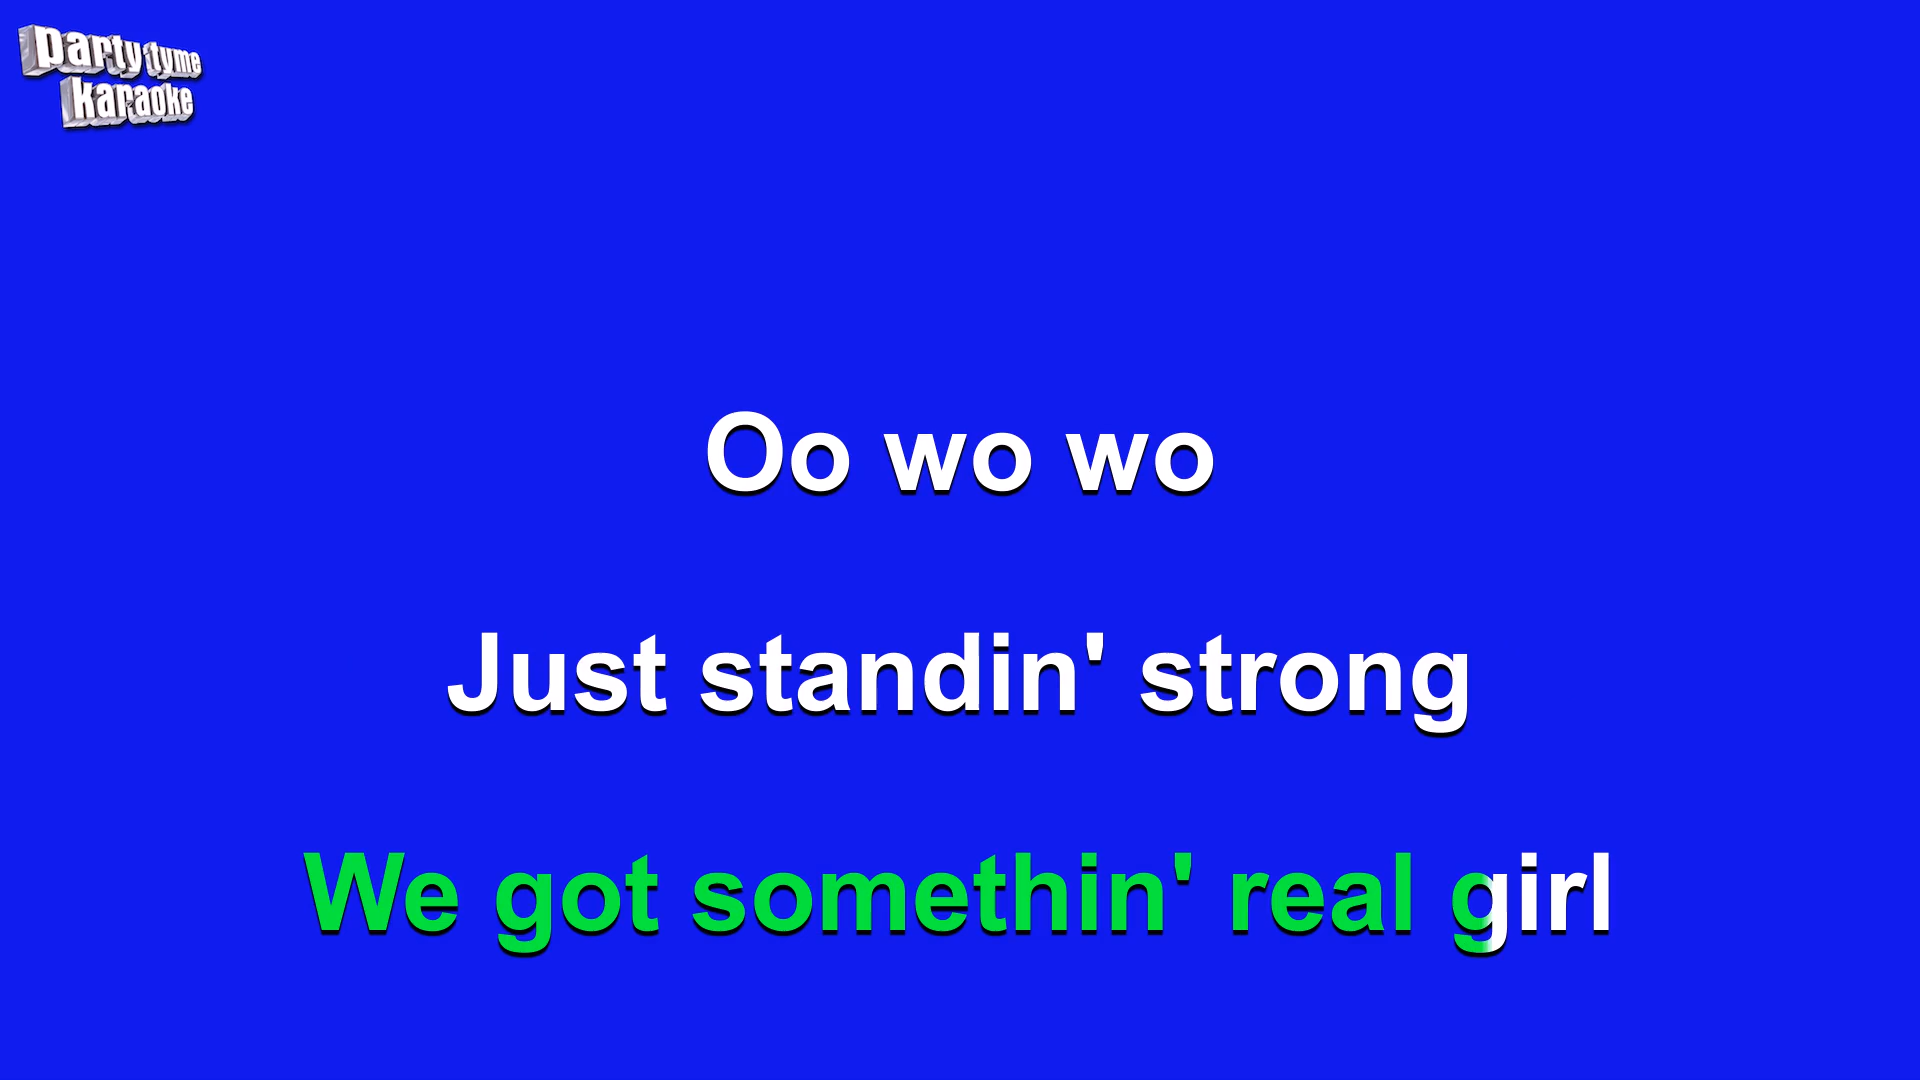 party tyme
karaoke
Oo wo wo
Just standin' strong
We got somethin' real girl